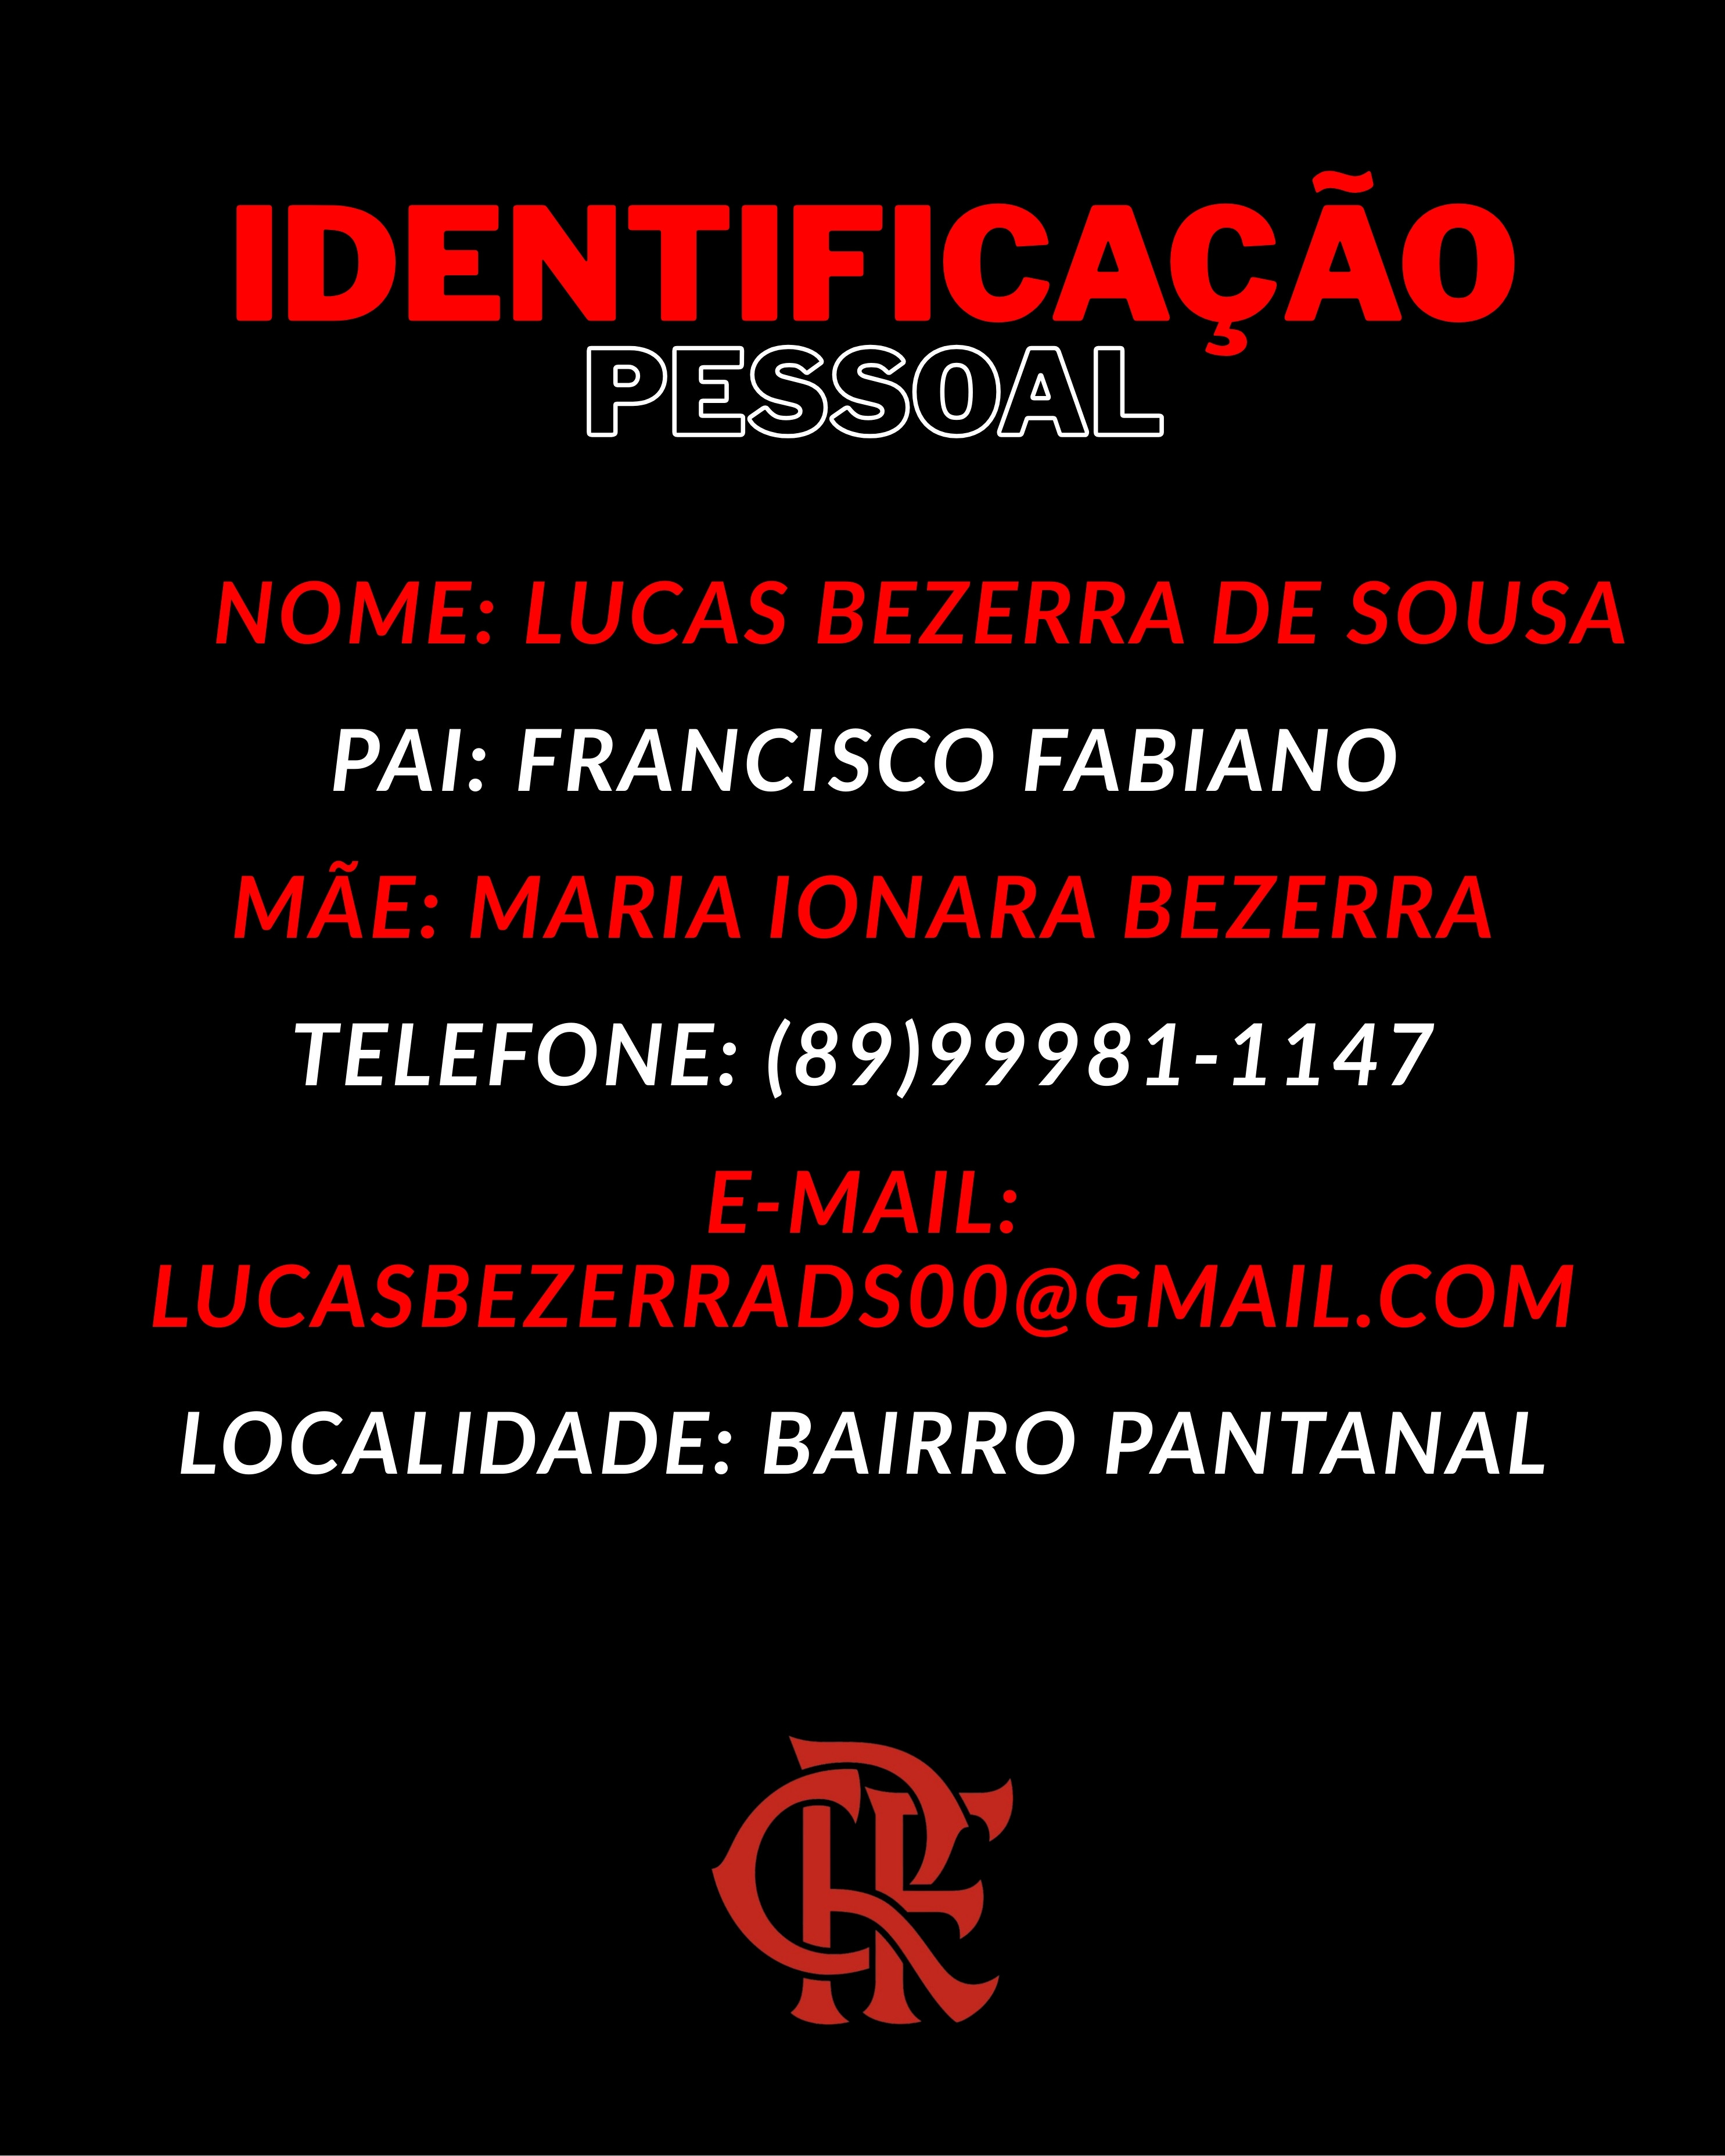 IDENTIFICAÇÃO
PESSOAL
NOME: LUCAS BEZERRA DE SOUSA
PAI: FRANCISCO FABIANO
MÃE: MARIA IONARA BEZERRA
TELEFONE: (89)99981-1147
E-MAIL:
LUCASBEZERRADS00@GMAIL.COM
LOCALIDADE: BAIRRO PANTANAL
CRF